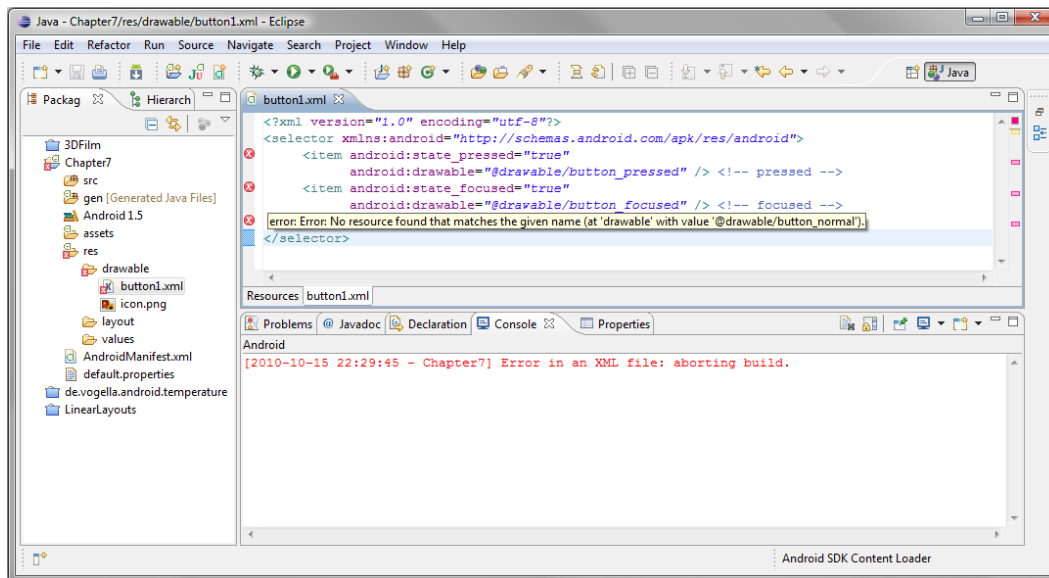 Java - Chapter7/res/drawable/button1.xml - Eclipse
File Edit Refactor Run Source Navigate Search Project Window Help
Java
Packag Hierarch
3DFilm
Chapter7
src
gen [Generated Java Files]
Android 1.5
assets
res
drawable
button1.xml
icon.png
layout
values
AndroidManifest.xml
default.properties
de.vogella.android.temperature
LinearLayouts
button1.xml
<?xml version="1.0" encoding="utf-8"?>
<selector xmlns:android="http://schemas.android.com/apk/res/android">
<item android:state_pressed="true"
android:drawable="@drawable/button_pressed" /> <!-- pressed -->
<item android:state_focused="true"
android:drawable="@drawable/button_focused" /> <!-- focused -->
error: Error: No resource found that matches the given name (at 'drawable' with value '@drawable/button_normal').
</selector>
Resources button1.xml
Problems Javadoc Declaration Console Properties
Android
[2010-10-15 22:29:45 - Chapter7] Error in an XML file: aborting build.
Android SDK Content Loader